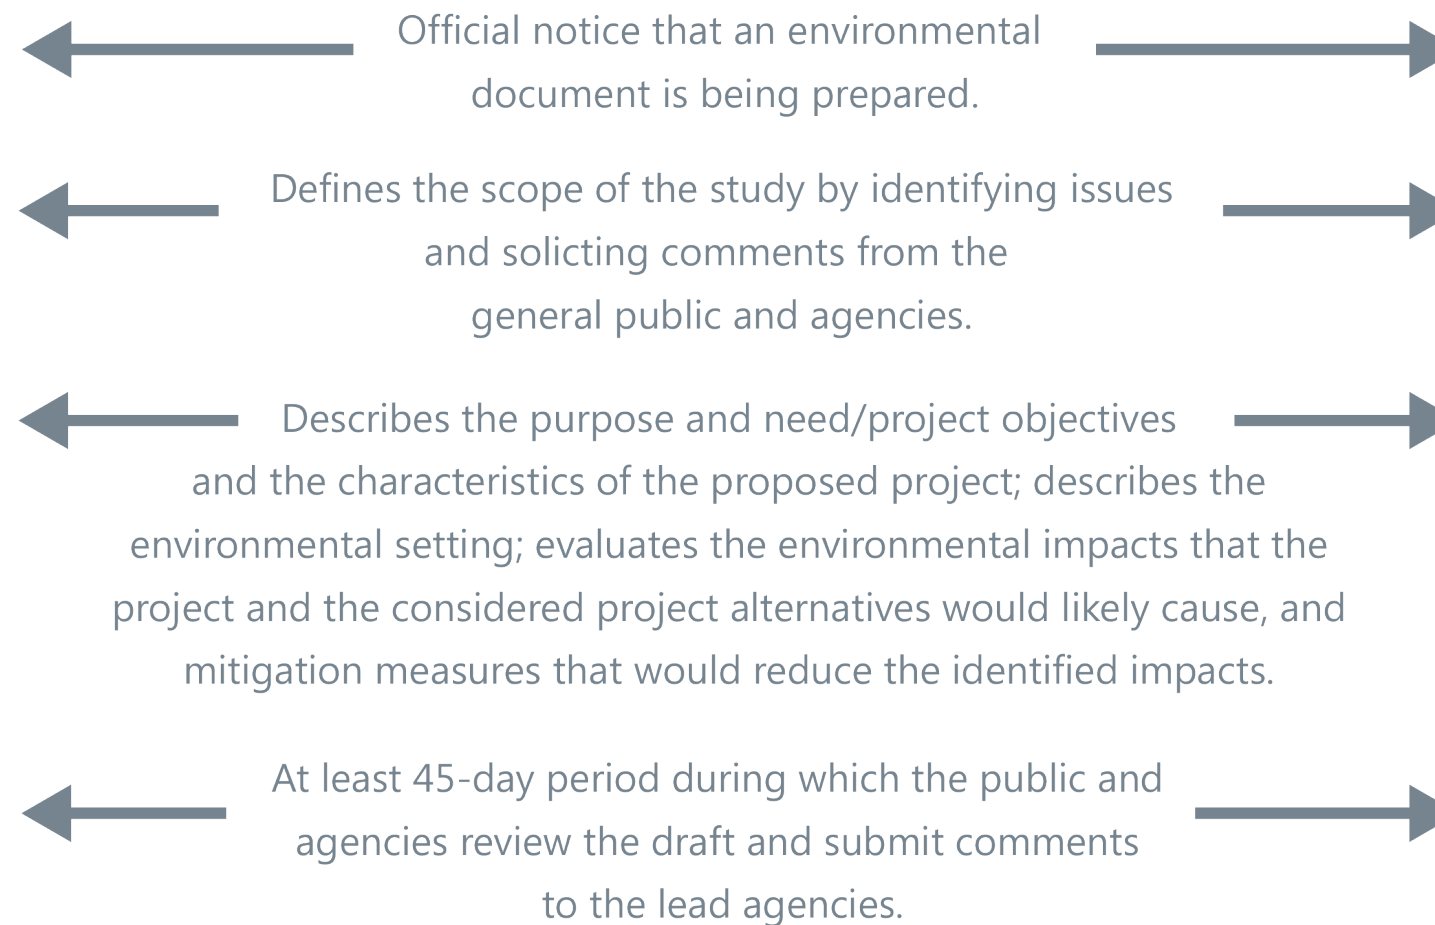 Official notice that an environmental
document is being prepared.
Defines the scope of the study by identifying issues
and solicting comments from the
general public and agencies.
Describes the purpose and need/project objectives
and the characteristics of the proposed project; describes the
environmental setting; evaluates the environmental impacts that the
project and the considered project alternatives would likely cause, and
mitigation measures that would reduce the identified impacts.
At least 45-day period during which the public and
agencies review the draft and submit comments
to the lead agencies.